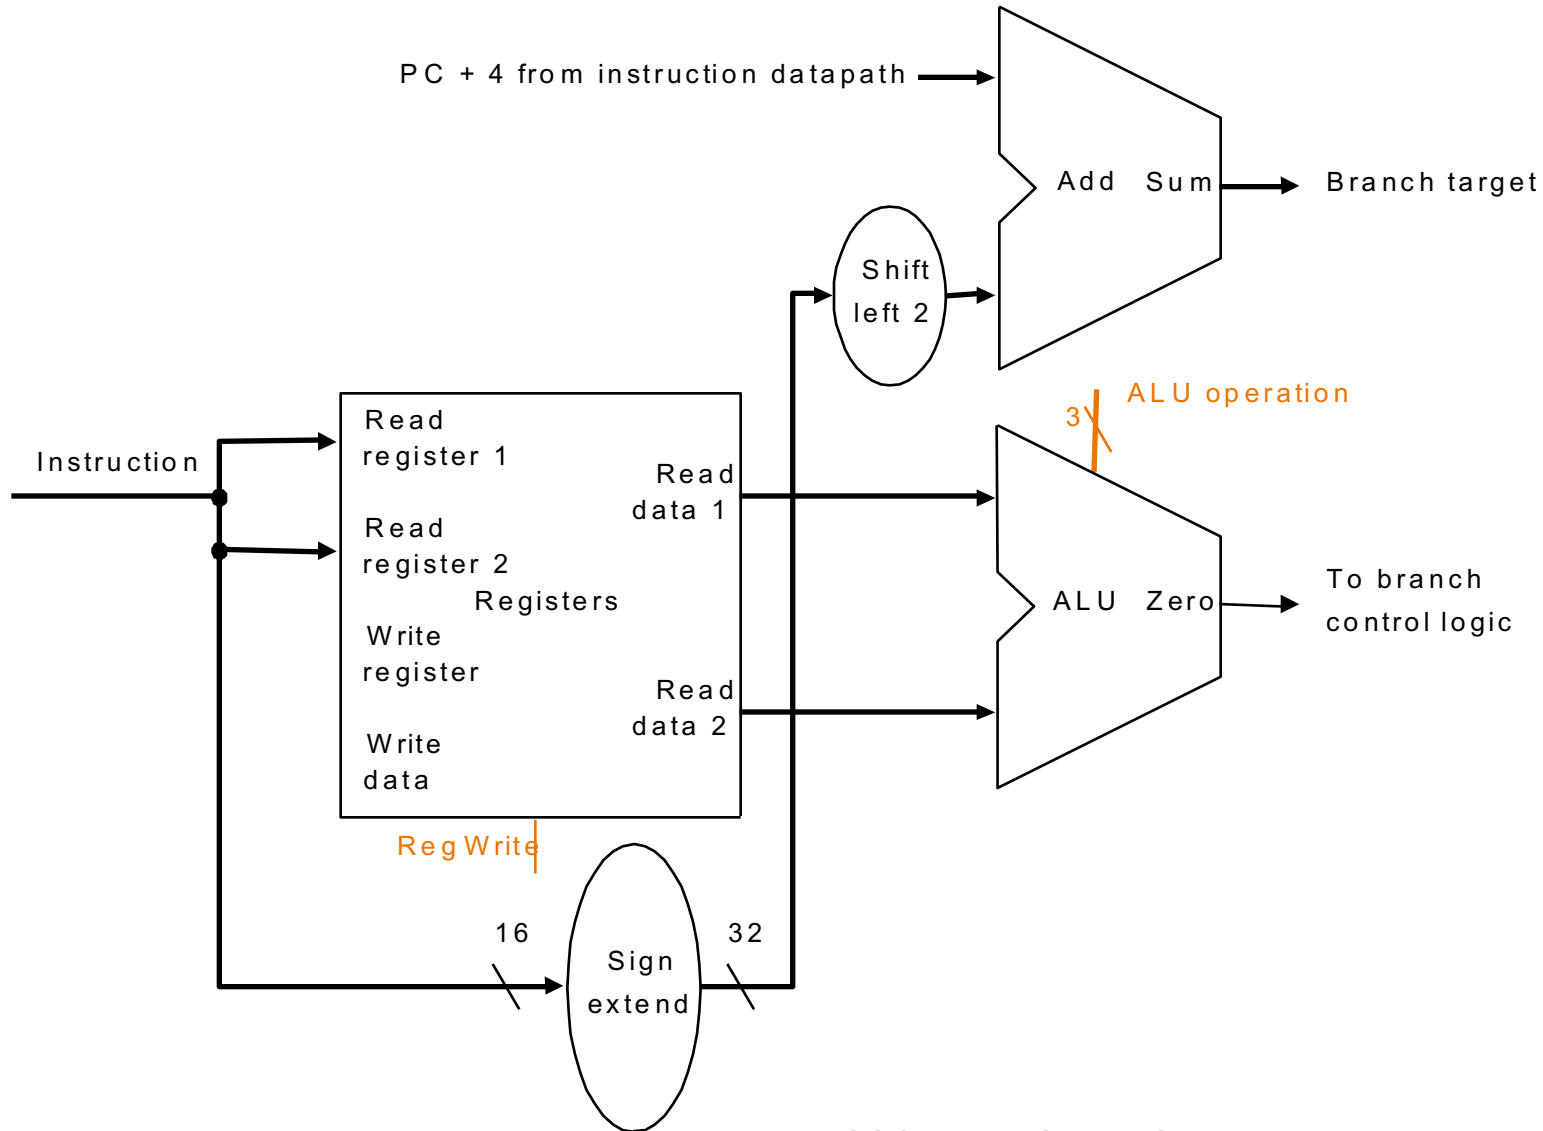 PC + 4 from instruction datapath
Add Sum
Branch target
Shift
left 2
ALU operation
3
Instruction
Read
register 1
Read
data 1
Read
register 2
Registers
ALU Zero
To branch
control logic
Write
register
Read
data 2
Write
data
RegWrite
16
32
Sign
extend